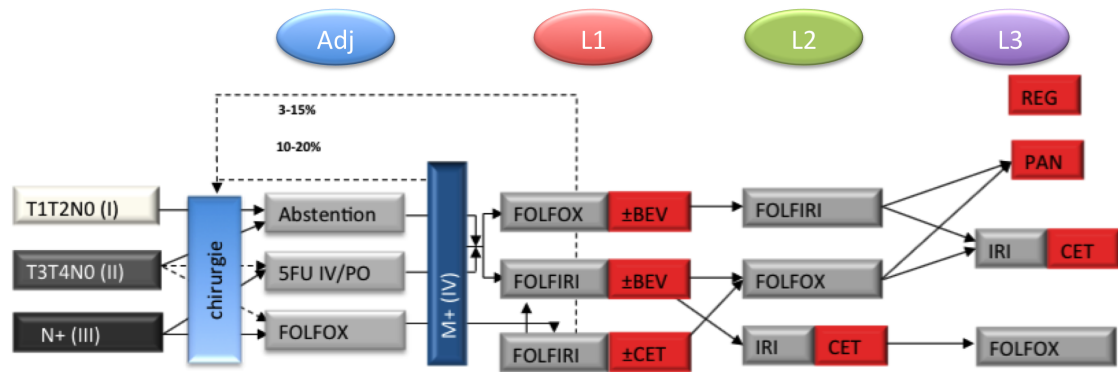 Adj
L1
L2
L3
REG
3-15%
10-20%
PAN
T1T2N0 (I)
Abstention
FOLFOX
±BEV
FOLFIRI
IRI
CET
T3T4N0 (II)
chirurgie
5FU IV/PO
M+ (IV)
FOLFIRI
±BEV
FOLFOX
N+ (III)
FOLFOX
FOLFIRI
±CET
IRI
CET
FOLFOX